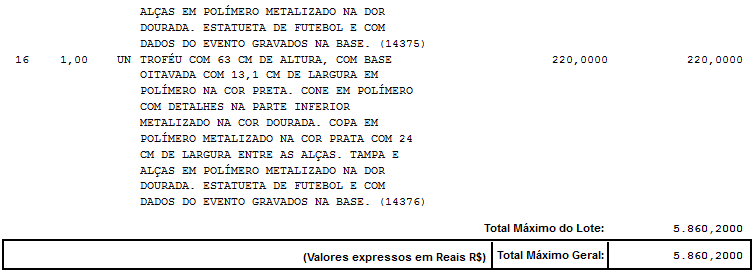 ALÇAS EM POLÍMERO METALIZADO NA DOR
DOURADA. ESTATUETA DE FUTEBOL E COM
DADOS DO EVENTO GRAVADOS NA BASE. (14375)
16 1,00 UN TROFÉU COM 63 CM DE ALTURA, COM BASE 220,0000 220,0000
OITAVADA COM 13,1 CM DE LARGURA EM
POLÍMERO NA COR PRETA. CONE EM POLÍMERO
COM DETALHES NA PARTE INFERIOR
METALIZADO NA COR DOURADA. COPA EM
POLÍMERO METALIZADO NA COR PRATA COM 24
CM DE LARGURA ENTRE AS ALÇAS. TAMPA E
ALÇAS EM POLÍMERO METALIZADO NA DOR
DOURADA. ESTATUETA DE FUTEBOL E COM
DADOS DO EVENTO GRAVADOS NA BASE. (14376)
Total Máximo do Lote: 5.860,2000
(Valores expressos em Reais R$) Total Máximo Geral: 5.860,2000